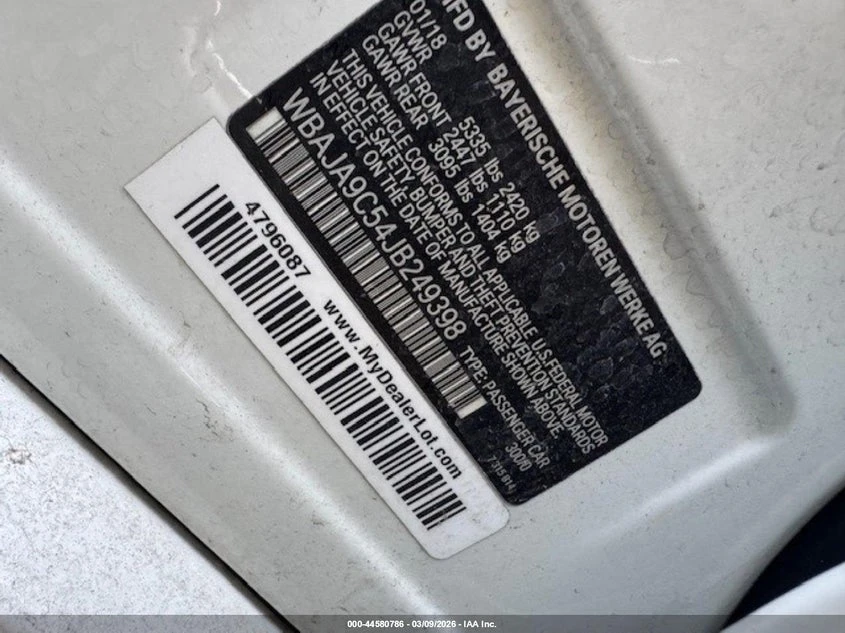 MFD BY BAYERISCHE MOTOREN WERKE AG
01/18
GVWR 5335 lbs 2420 kg
GAWR FRONT 2447 lbs 1110 kg
GAWR REAR 3095 lbs 1404 kg
THIS VEHICLE CONFORMS TO ALL APPLICABLE U.S. FEDERAL MOTOR
VEHICLE SAFETY, BUMPER AND THEFT PREVENTION STANDARDS
IN EFFECT ON THE DATE OF MANUFACTURE SHOWN ABOVE.
WBAJA9C54JB249398 TYPE: PASSENGER CAR
3000
7315814
4796087
www.MyDealerLot.com
000-44580786 - 03/09/2026 - IAA Inc.